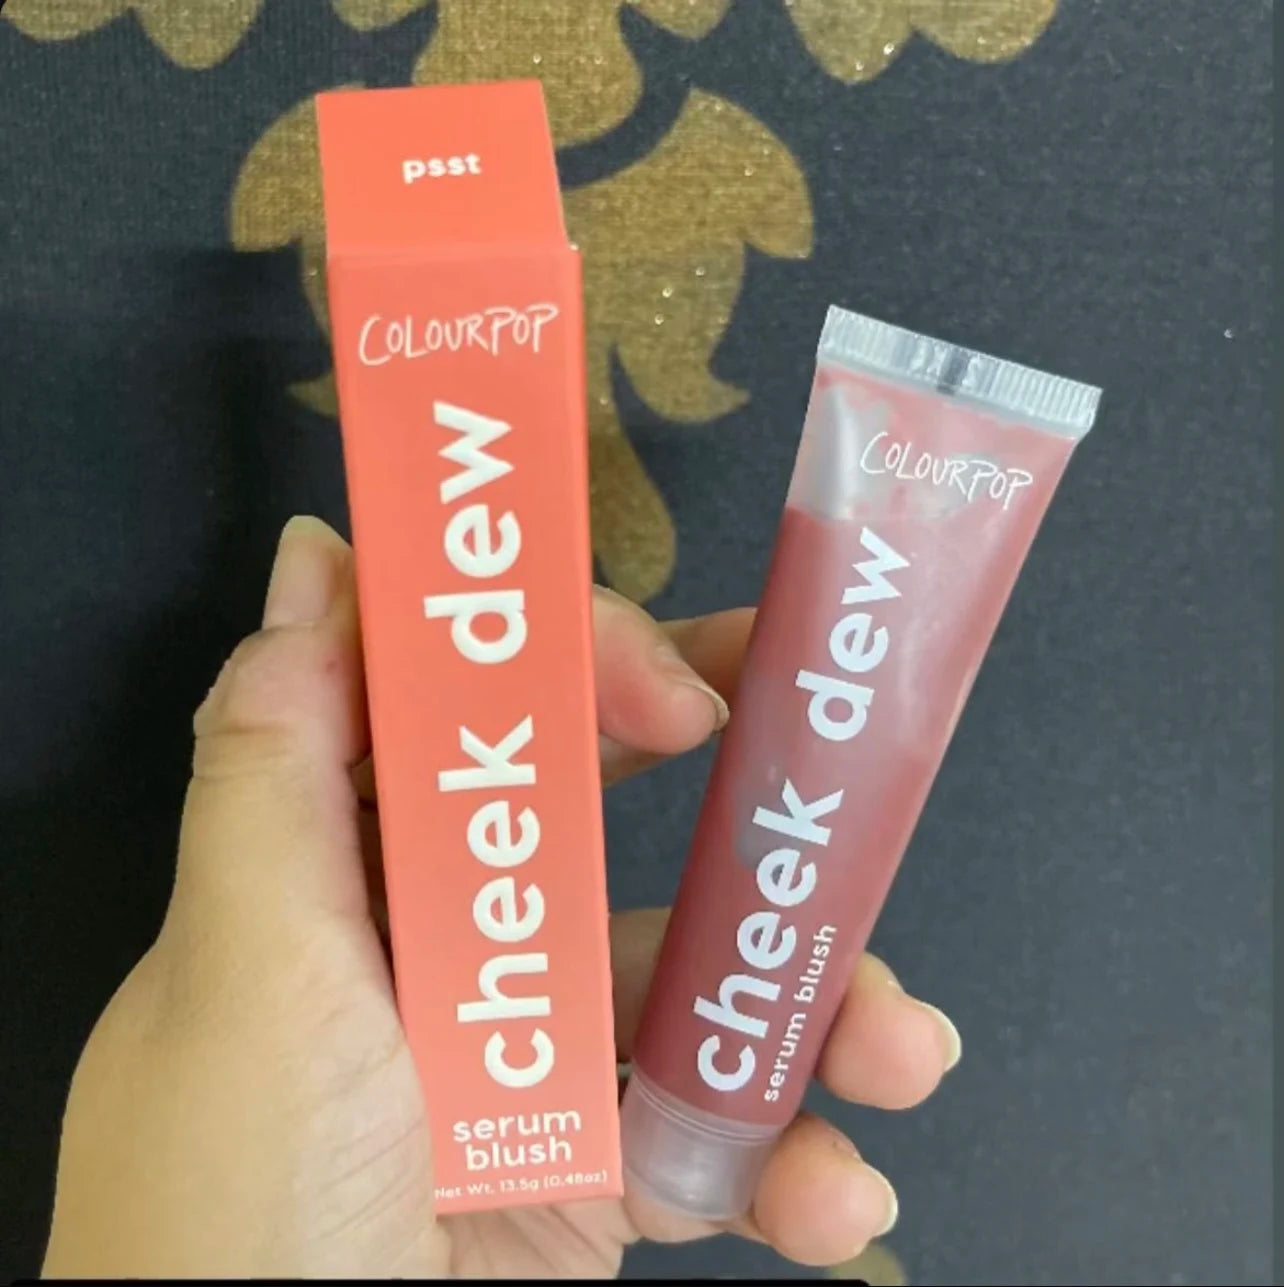 psst
COLOURPOP
cheek dew
serum
blush
Net Wt. 13.5g (0.48oz)
COLOURPOP
cheek dew
serum blush